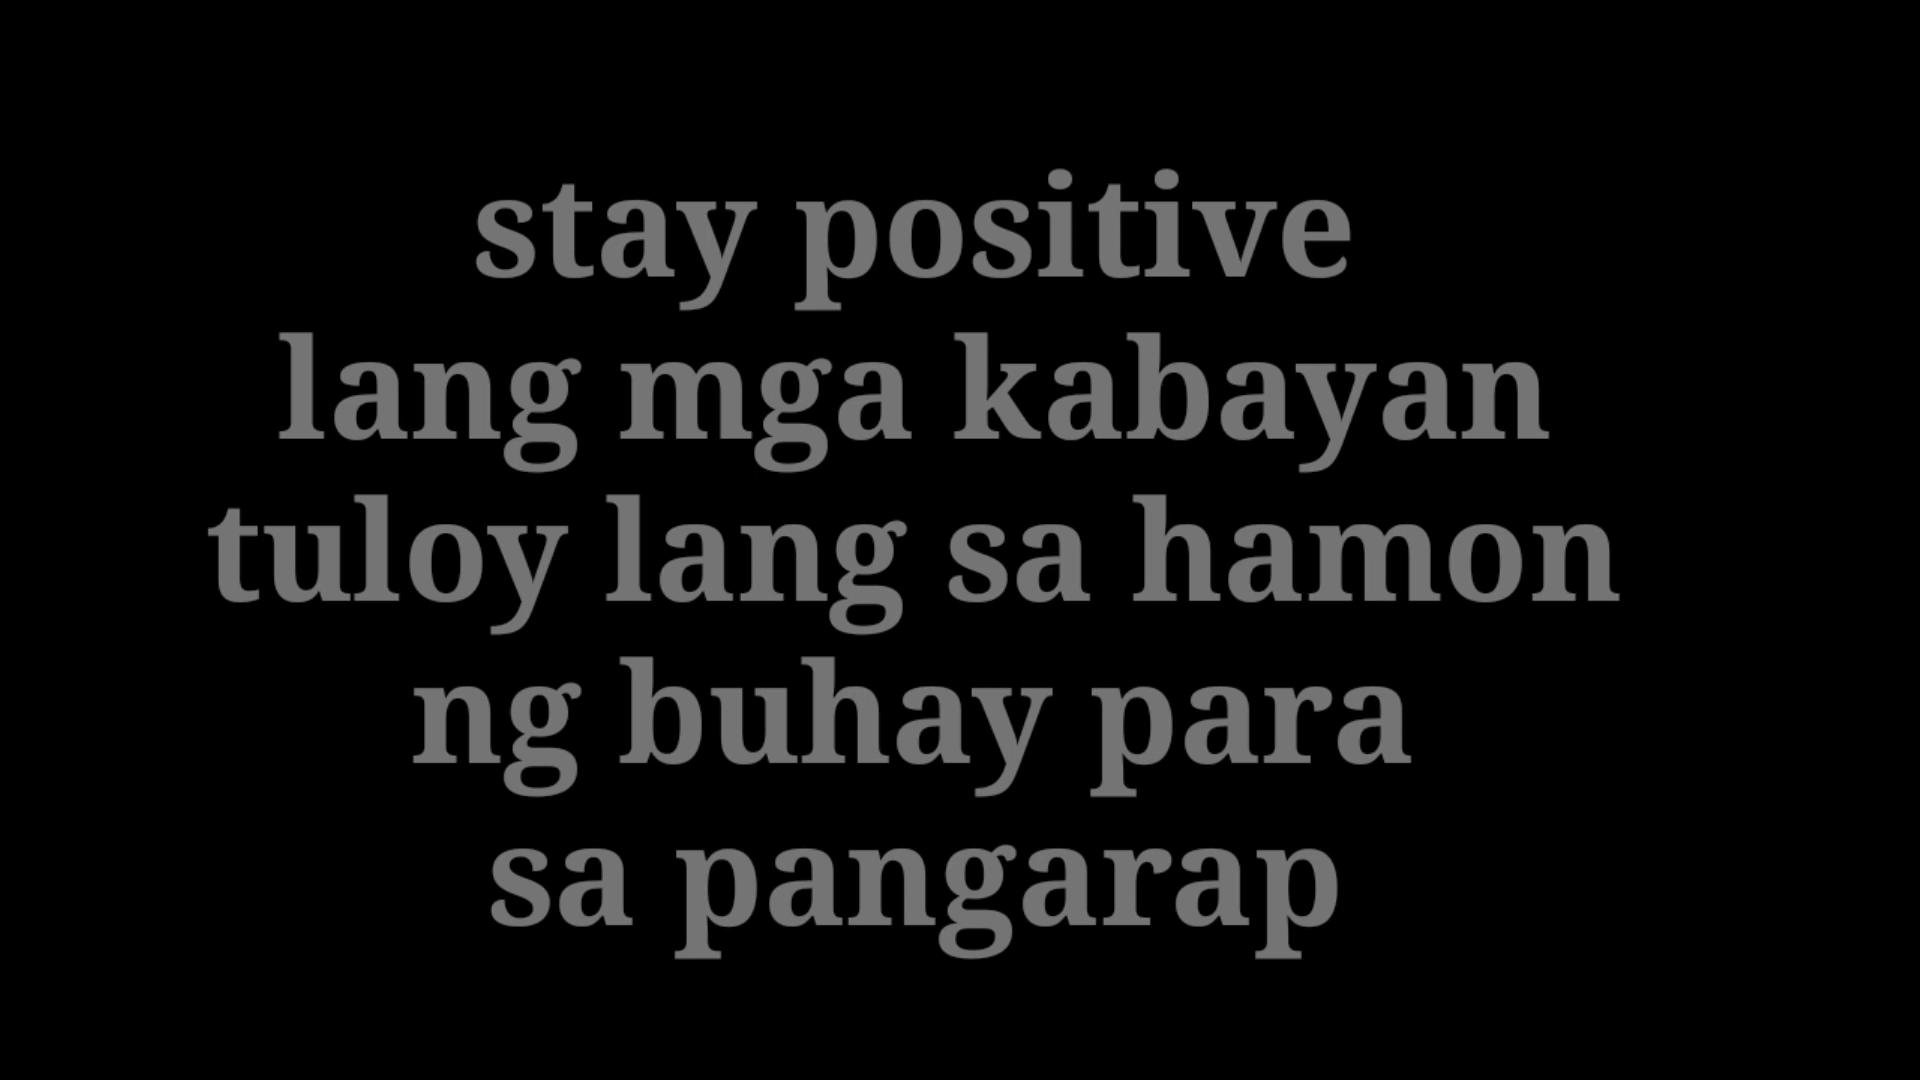 stay positive
lang mga kabayan
tuloy lang sa hamon
ng buhay para
sa pangarap